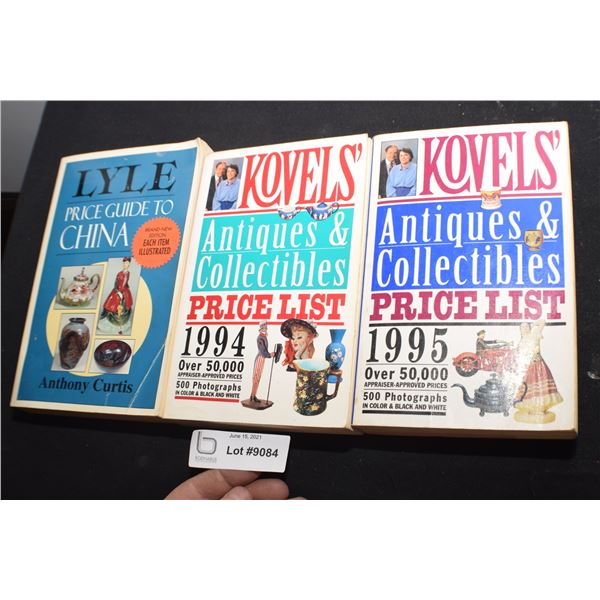 LYLE
PRICE GUIDE TO
CHINA
BRAND-NEW
EDITION
EACH ITEM
ILLUSTRATED
Anthony Curtis
KOVELS'
Antiques &
Collectibles
PRICE LIST
1994
Over 50,000
APPRAISER-APPROVED PRICES
500 Photographs
IN COLOR & BLACK AND WHITE
KOVELS'
Antiques &
Collectibles
PRICE LIST
1995
Over 50,000
APPRAISER-APPROVED PRICES
500 Photographs
IN COLOR & BLACK AND WHITE
b
June 15, 2021
Lot #9084